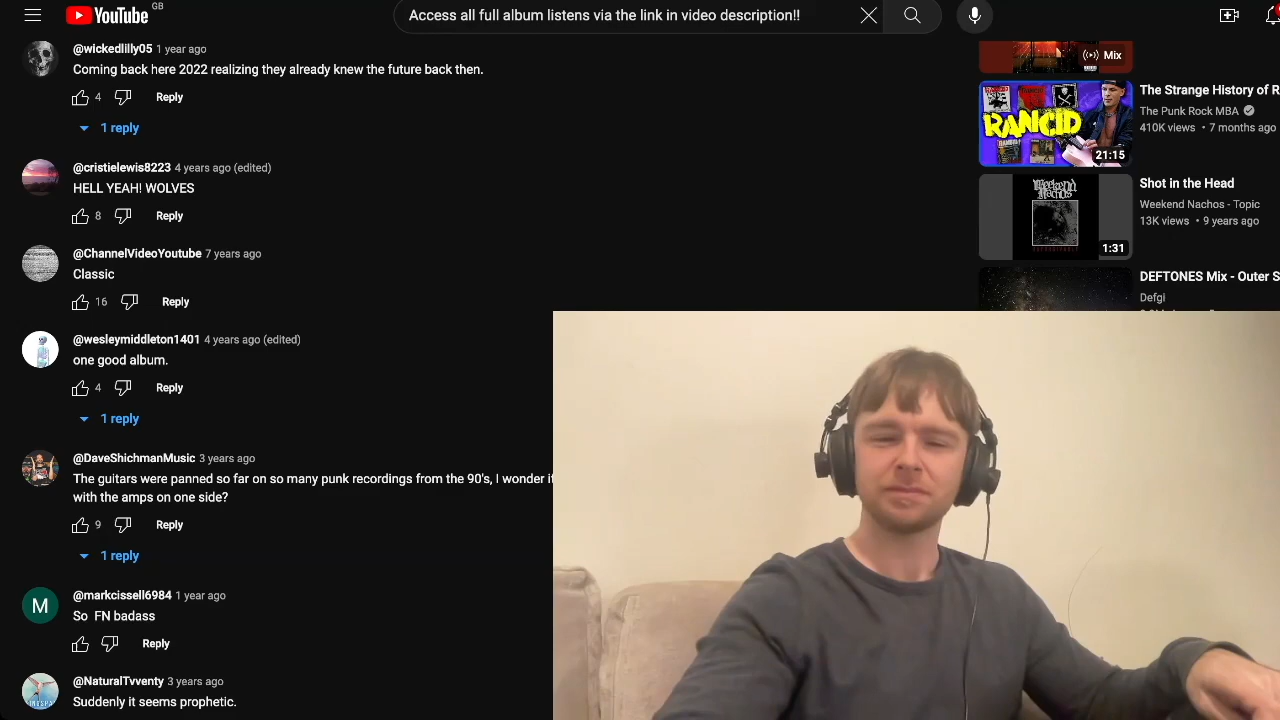 YouTube GB
Access all full album listens via the link in video description!!
@wickedlilly05 1 year ago
Coming back here 2022 realizing they already knew the future back then.
4 Reply
1 reply
@cristielewis8223 4 years ago (edited)
HELL YEAH! WOLVES
8 Reply
@ChannelVideoYoutube 7 years ago
Classic
16 Reply
@wesleymiddleton1401 4 years ago (edited)
one good album.
4 Reply
1 reply
@DaveShichmanMusic 3 years ago
The guitars were panned so far on so many punk recordings from the 90's, I wonder if
with the amps on one side?
9 Reply
1 reply
M
@markcissell6984 1 year ago
So FN badass
Reply
@NaturalTvventy 3 years ago
Suddenly it seems prophetic.
Mix
RANCID
21:15
The Strange History of R
The Punk Rock MBA
410K views • 7 months ago
Weekend
Nachos
1:31
Shot in the Head
Weekend Nachos - Topic
13K views • 9 years ago
DEFTONES Mix - Outer S
Defgi